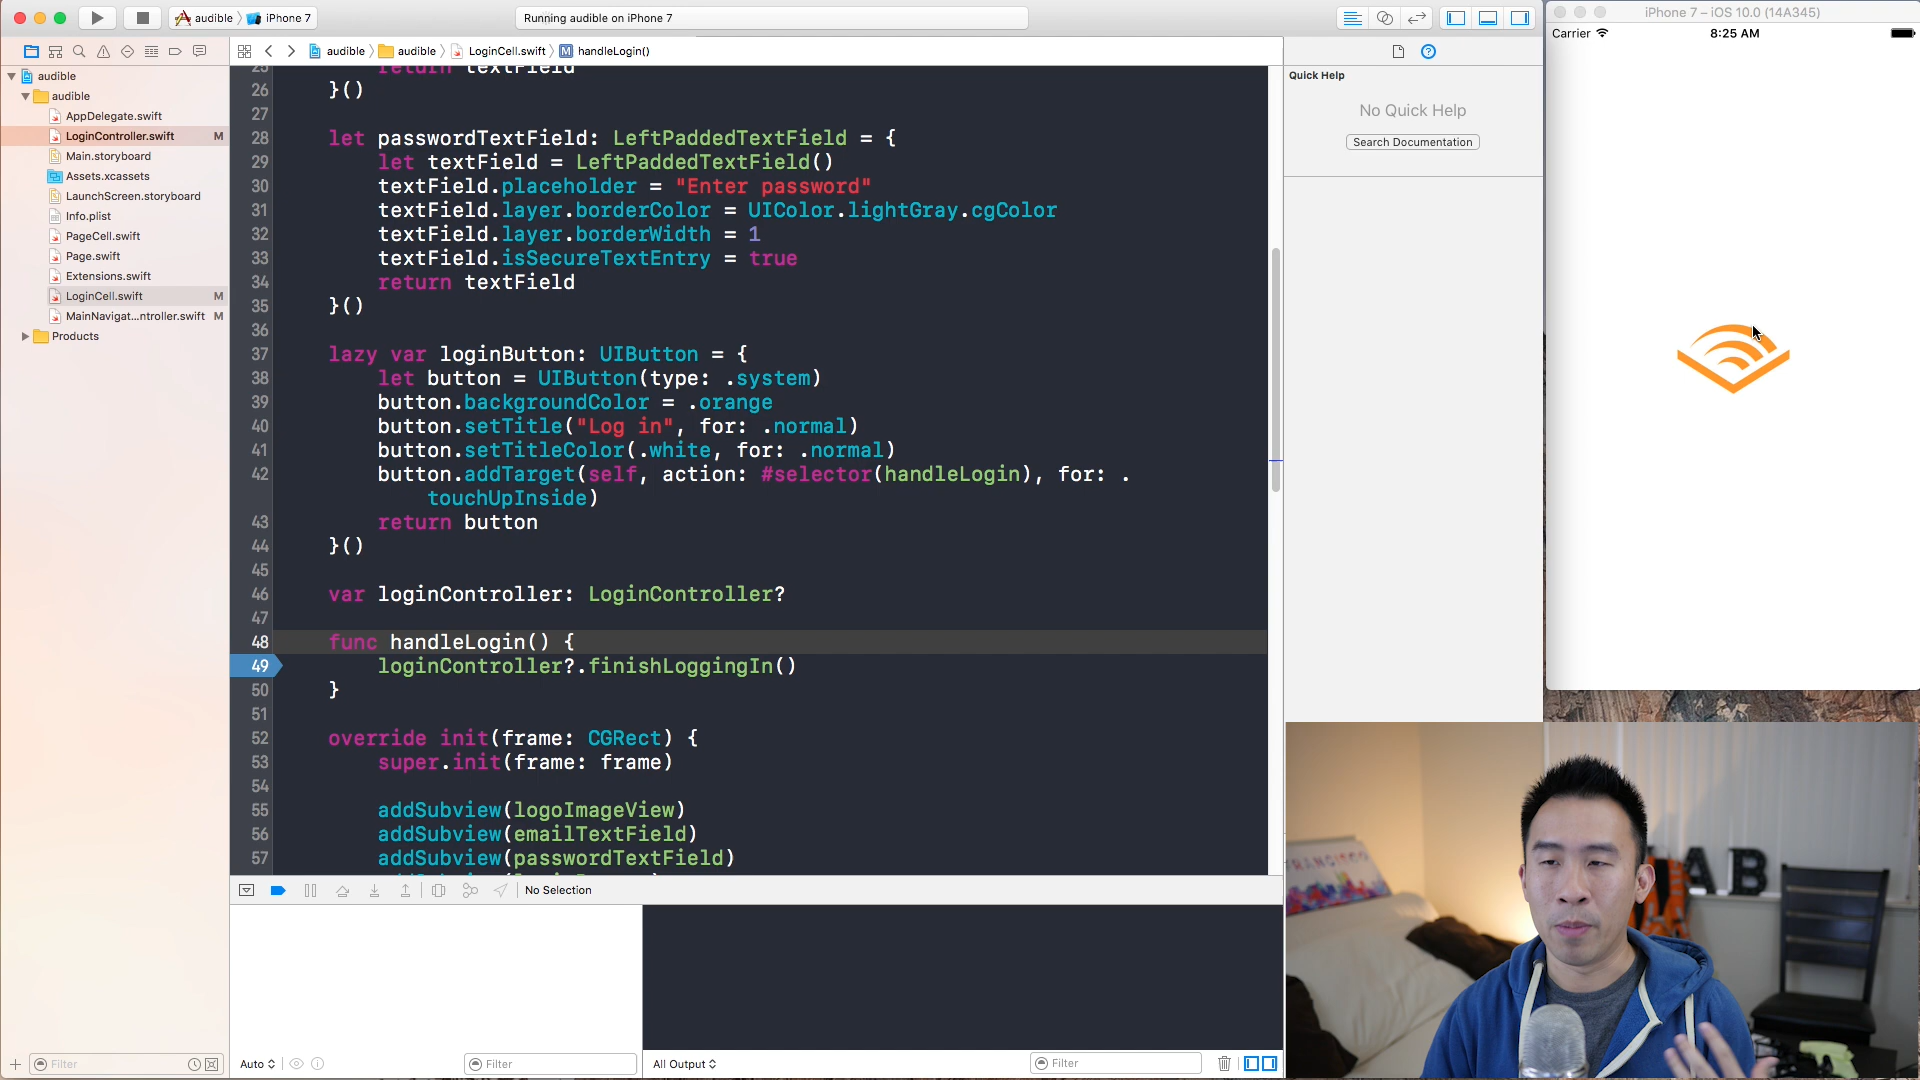 audible
iPhone 7
Running audible on iPhone 7
iPhone 7 – iOS 10.0 (14A345)
Carrier
8:25 AM
audible
audible
LoginCell.swift
M
handleLogin()
Quick Help
No Quick Help
Search Documentation
audible
audible
AppDelegate.swift
LoginController.swift M
Main.storyboard
Assets.xcassets
LaunchScreen.storyboard
Info.plist
PageCell.swift
Page.swift
Extensions.swift
LoginCell.swift M
MainNavigat...ntroller.swift M
Products
25 return textField
26 }()
27
28 let passwordTextField: LeftPaddedTextField = {
29 let textField = LeftPaddedTextField()
30 textField.placeholder = "Enter password"
31 textField.layer.borderColor = UIColor.lightGray.cgColor
32 textField.layer.borderWidth = 1
33 textField.isSecureTextEntry = true
34 return textField
35 }()
36
37 lazy var loginButton: UIButton = {
38 let button = UIButton(type: .system)
39 button.backgroundColor = .orange
40 button.setTitle("Log in", for: .normal)
41 button.setTitleColor(.white, for: .normal)
42 button.addTarget(self, action: #selector(handleLogin), for: .
touchUpInside)
43 return button
44 }()
45
46 var loginController: LoginController?
47
48 func handleLogin() {
49 loginController?.finishLoggingIn()
50 }
51
52 override init(frame: CGRect) {
53 super.init(frame: frame)
54
55 addSubview(logoImageView)
56 addSubview(emailTextField)
57 addSubview(passwordTextField)
No Selection
Filter
Auto
Filter
All Output
Filter